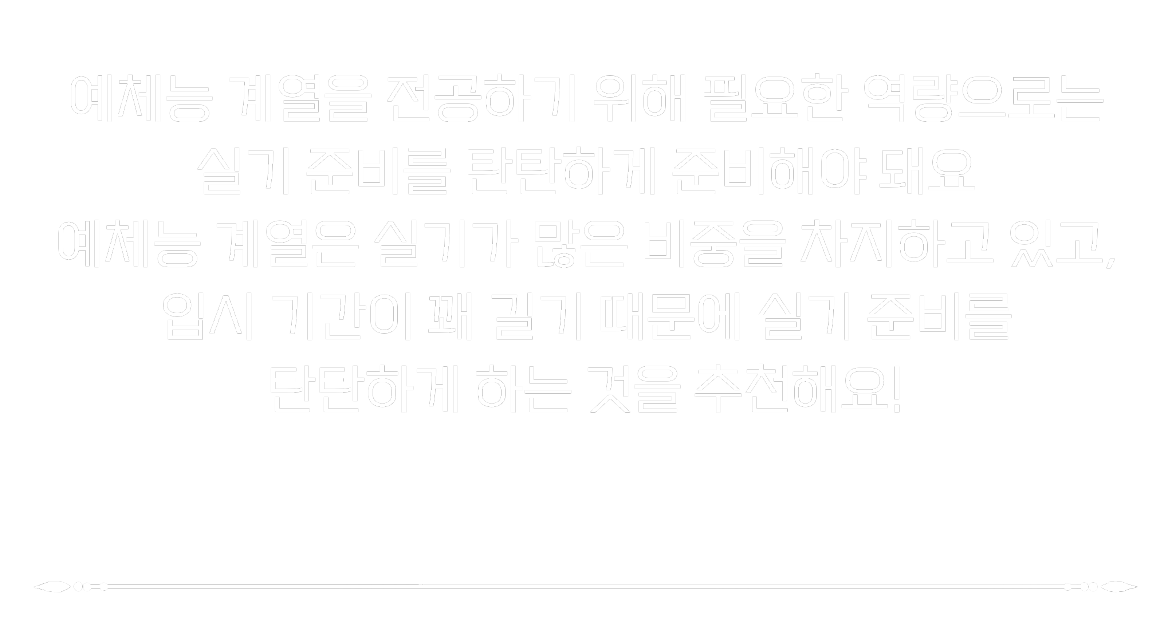 예체능 계열을 전공하기 위해 필요한 역량으로는
실기 준비를 탄탄하게 준비해야 돼요
예체능 계열은 실기가 많은 비중을 차지하고 있고,
입시 기간이 꽤 길기 때문에 실기 준비를
탄탄하게 하는 것을 추천해요!